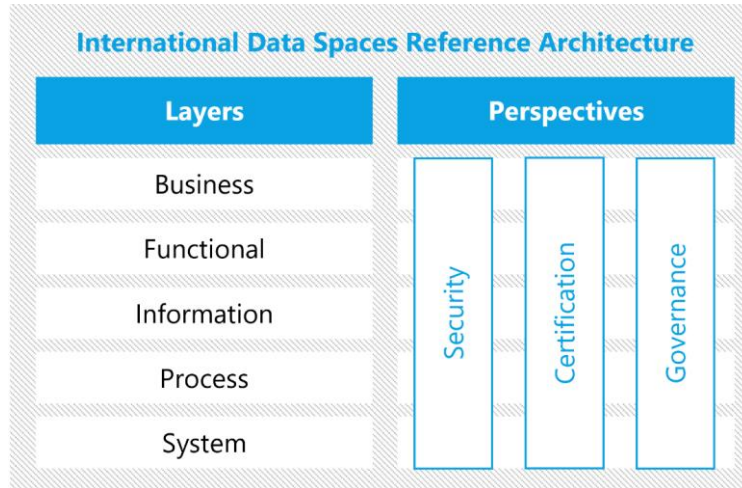 International Data Spaces Reference Architecture
Layers
Perspectives
Business
Functional
Information
Process
System
Security
Certification
Governance